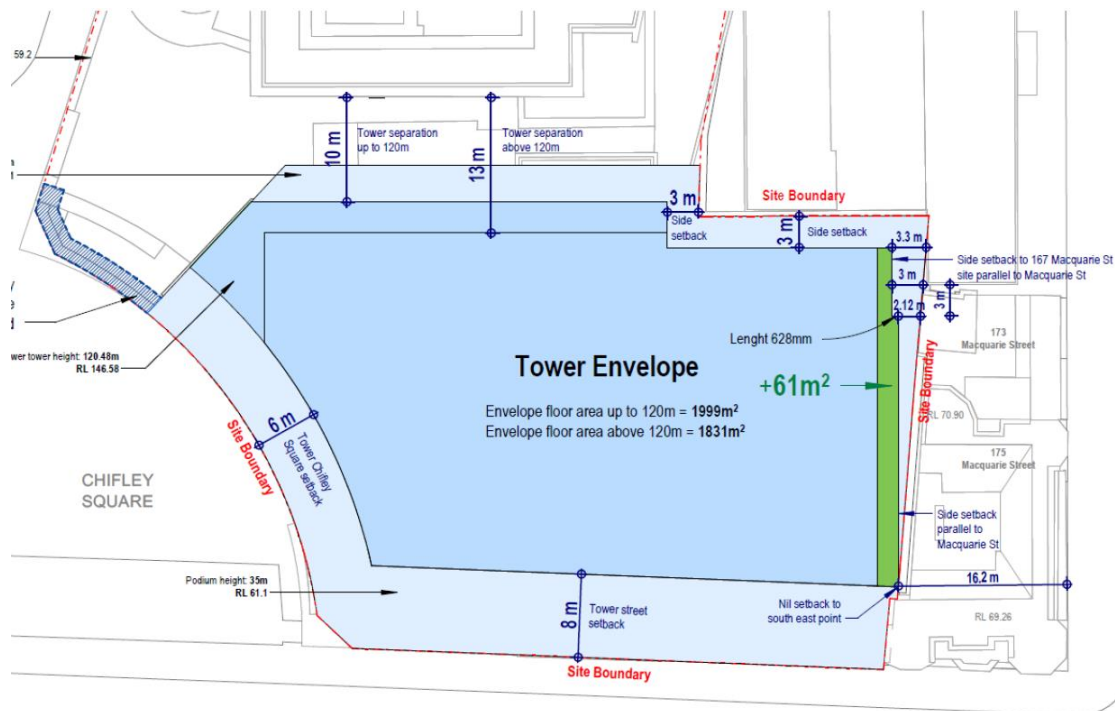 59.2
10 m
Tower separation
up to 120m
13 m
Tower separation
above 120m
3 m
Side
setback
Site Boundary
3 m
Side setback
3.3 m
Side setback to 167 Macquarie St
site parallel to Macquarie St
3 m
3 m
2.12 m
Lenght 628mm
173
Macquarie Street
wer tower height: 120.48m
RL 146.58
Tower Envelope
+61m²
Envelope floor area up to 120m = 1999m²
Envelope floor area above 120m = 1831m²
Site Boundary
RL 70.90
175
Macquarie Street
6 m
Tower Chifley
Square setback
Site Boundary
CHIFLEY
SQUARE
Side setback
parallel to
Macquarie St
16.2 m
Podium height: 35m
RL 61.1
8 m
Tower street
setback
Nil setback to
south east point
RL 69.26
Site Boundary